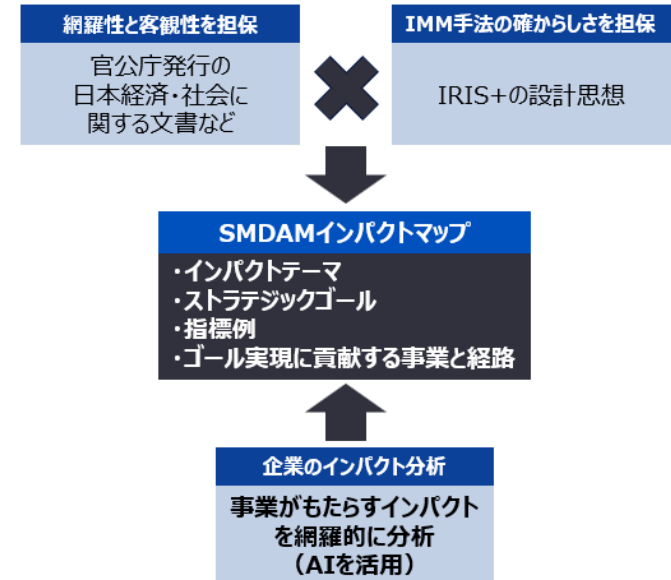 網羅性と客観性を担保
官公庁発行の
日本経済・社会に
関する文書など
IMM手法の確からしさを担保
IRIS+の設計思想
SMDAMインパクトマップ
・インパクトテーマ
・ストラテジックゴール
・指標例
・ゴール実現に貢献する事業と経路
企業のインパクト分析
事業がもたらすインパクト
を網羅的に分析
（AIを活用）